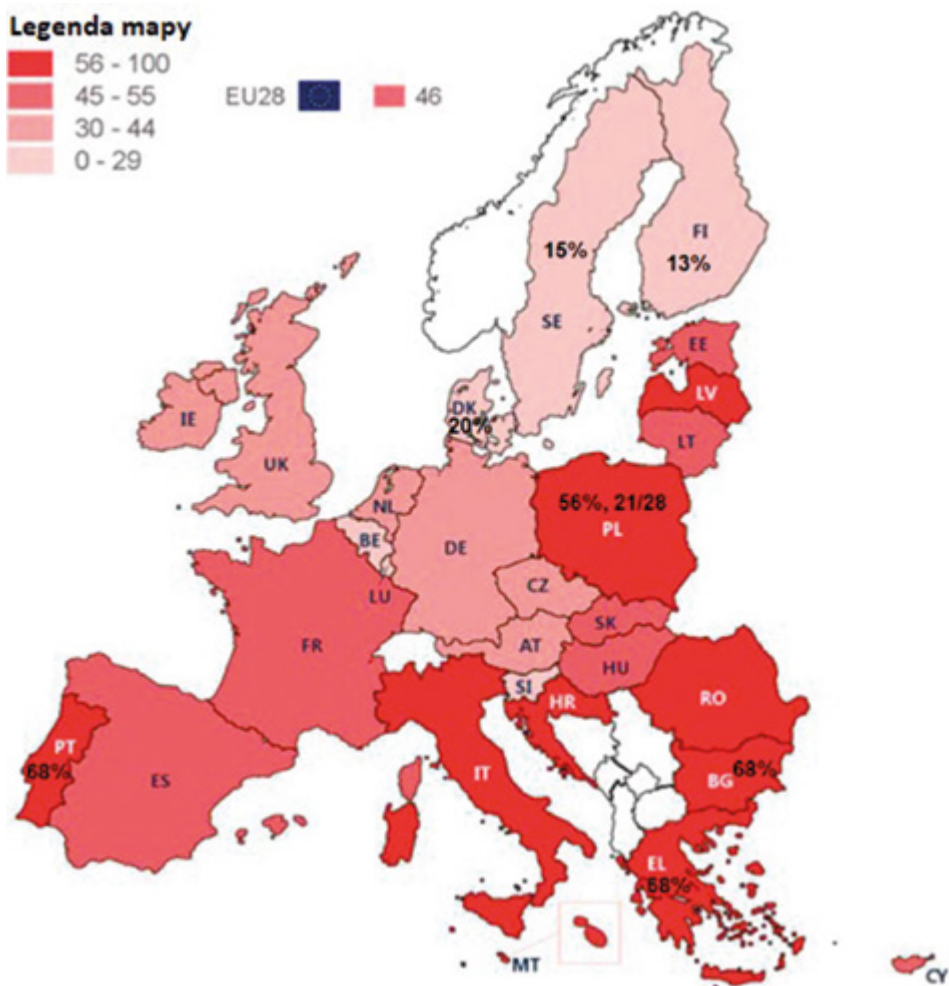 Legenda mapy
56 - 100
45 - 55
30 - 44
0 - 29
EU28
46
FI
13%
15%
SE
EE
LV
LT
DK
20%
IE
UK
NL
BE
LU
DE
56%, 21/28
PL
CZ
SK
AT
HU
FR
SI
HR
RO
PT
68%
ES
IT
BG
68%
EL
68%
MT
CY